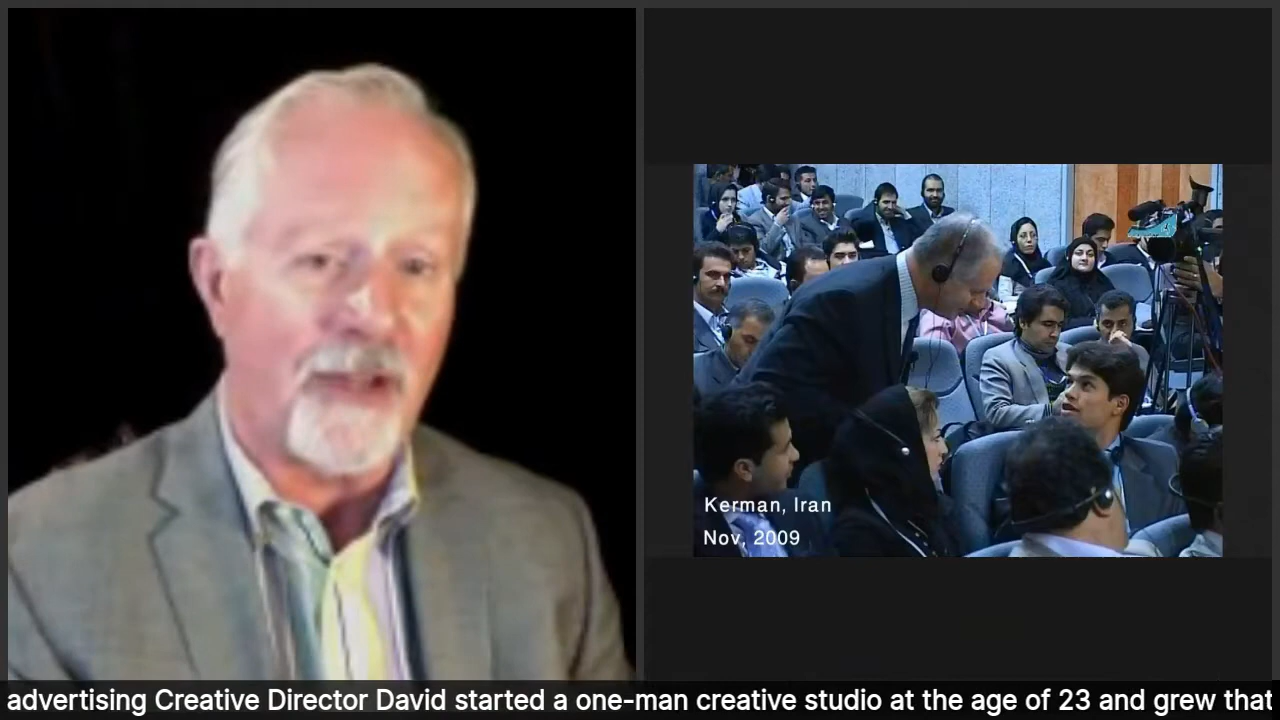 Kerman, Iran
Nov, 2009
advertising Creative Director David started a one-man creative studio at the age of 23 and grew that